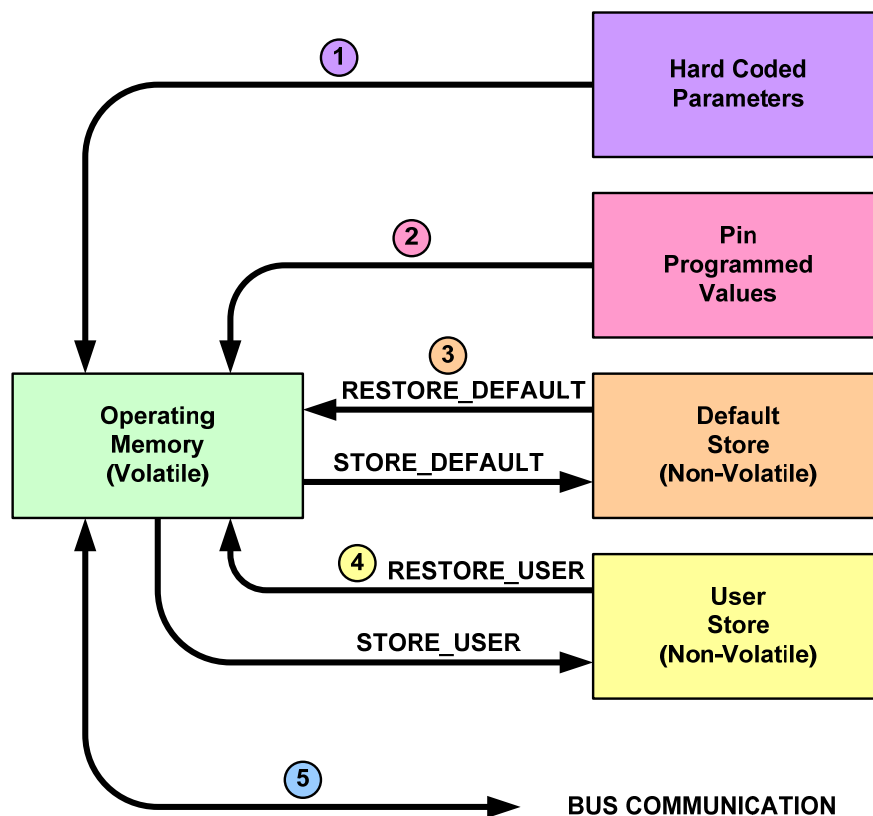 1
Hard Coded
Parameters
2
Pin
Programmed
Values
3
RESTORE_DEFAULT
STORE_DEFAULT
Operating
Memory
(Volatile)
Default
Store
(Non-Volatile)
4
RESTORE_USER
STORE_USER
User
Store
(Non-Volatile)
5
BUS COMMUNICATION